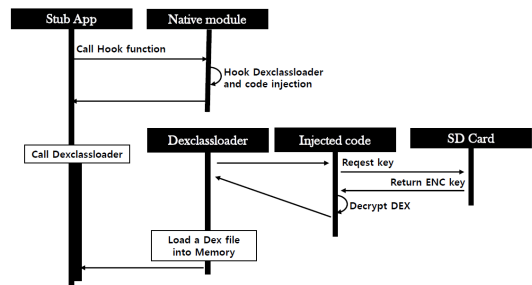 Stub App
Native module
Call Hook function
Hook Dexclassloader
and code injection
Dexclassloader
Injected code
SD Card
Call Dexclassloader
Reqest key
Return ENC key
Decrypt DEX
Load a Dex file
into Memory